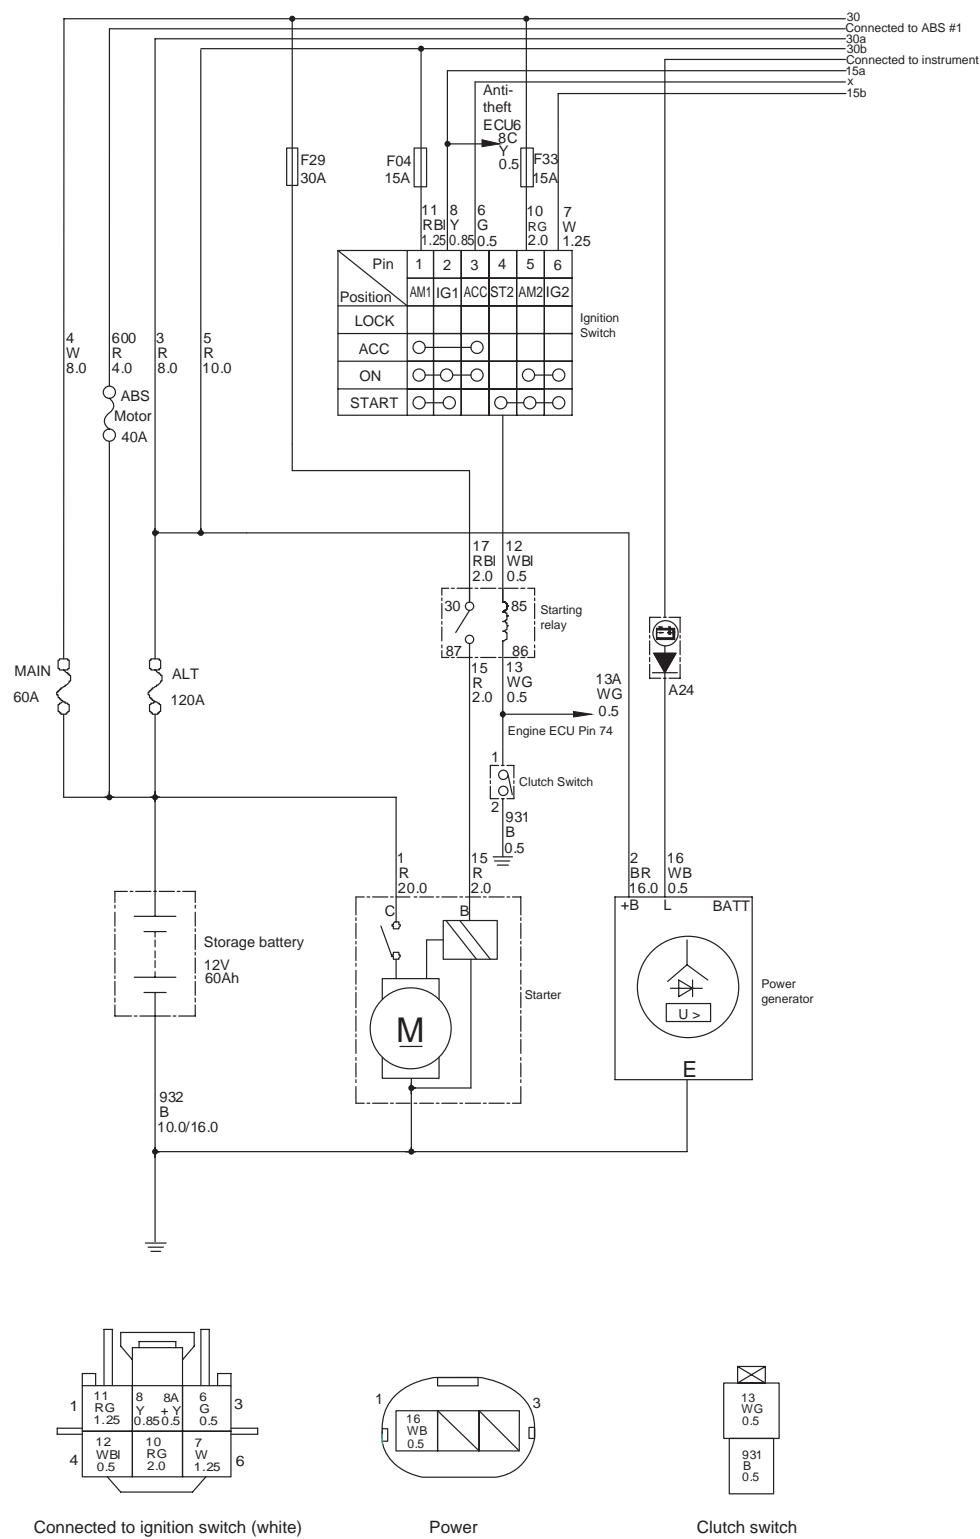 30
Connected to ABS #1
30a
30b
Connected to instrument
15a
x
15b
Anti-
theft
ECU6
8C
Y
0.5
F29
30A
F04
15A
F33
15A
11
RBl
1.25
8
Y
0.85
6
G
0.5
10
RG
2.0
7
W
1.25
Pin 1 2 3 4 5 6
Position AM1 IG1 ACC ST2 AM2 IG2
LOCK
ACC
ON
START
Ignition
Switch
4
W
8.0
600
R
4.0
3
R
8.0
5
R
10.0
ABS
Motor
40A
17
RBl
2.0
12
WBl
0.5
30 85
87 86
Starting
relay
MAIN
60A
ALT
120A
15
R
2.0
13
WG
0.5
13A
WG
0.5
Engine ECU Pin 74
A24
1
Clutch Switch
2
931
B
0.5
1
R
20.0
15
R
2.0
2
BR
16.0
16
WB
0.5
C B
+B L BATT
Storage battery
12V
60Ah
Starter
M
U >
Power
generator
E
932
B
10.0/16.0
1
11
RG
1.25
8
Y
0.85
8A
+ Y
0.5
6
G
0.5
3
4
12
WBl
0.5
10
RG
2.0
7
W
1.25
6
1
16
WB
0.5
3
13
WG
0.5
931
B
0.5
Connected to ignition switch (white)
Power
Clutch switch